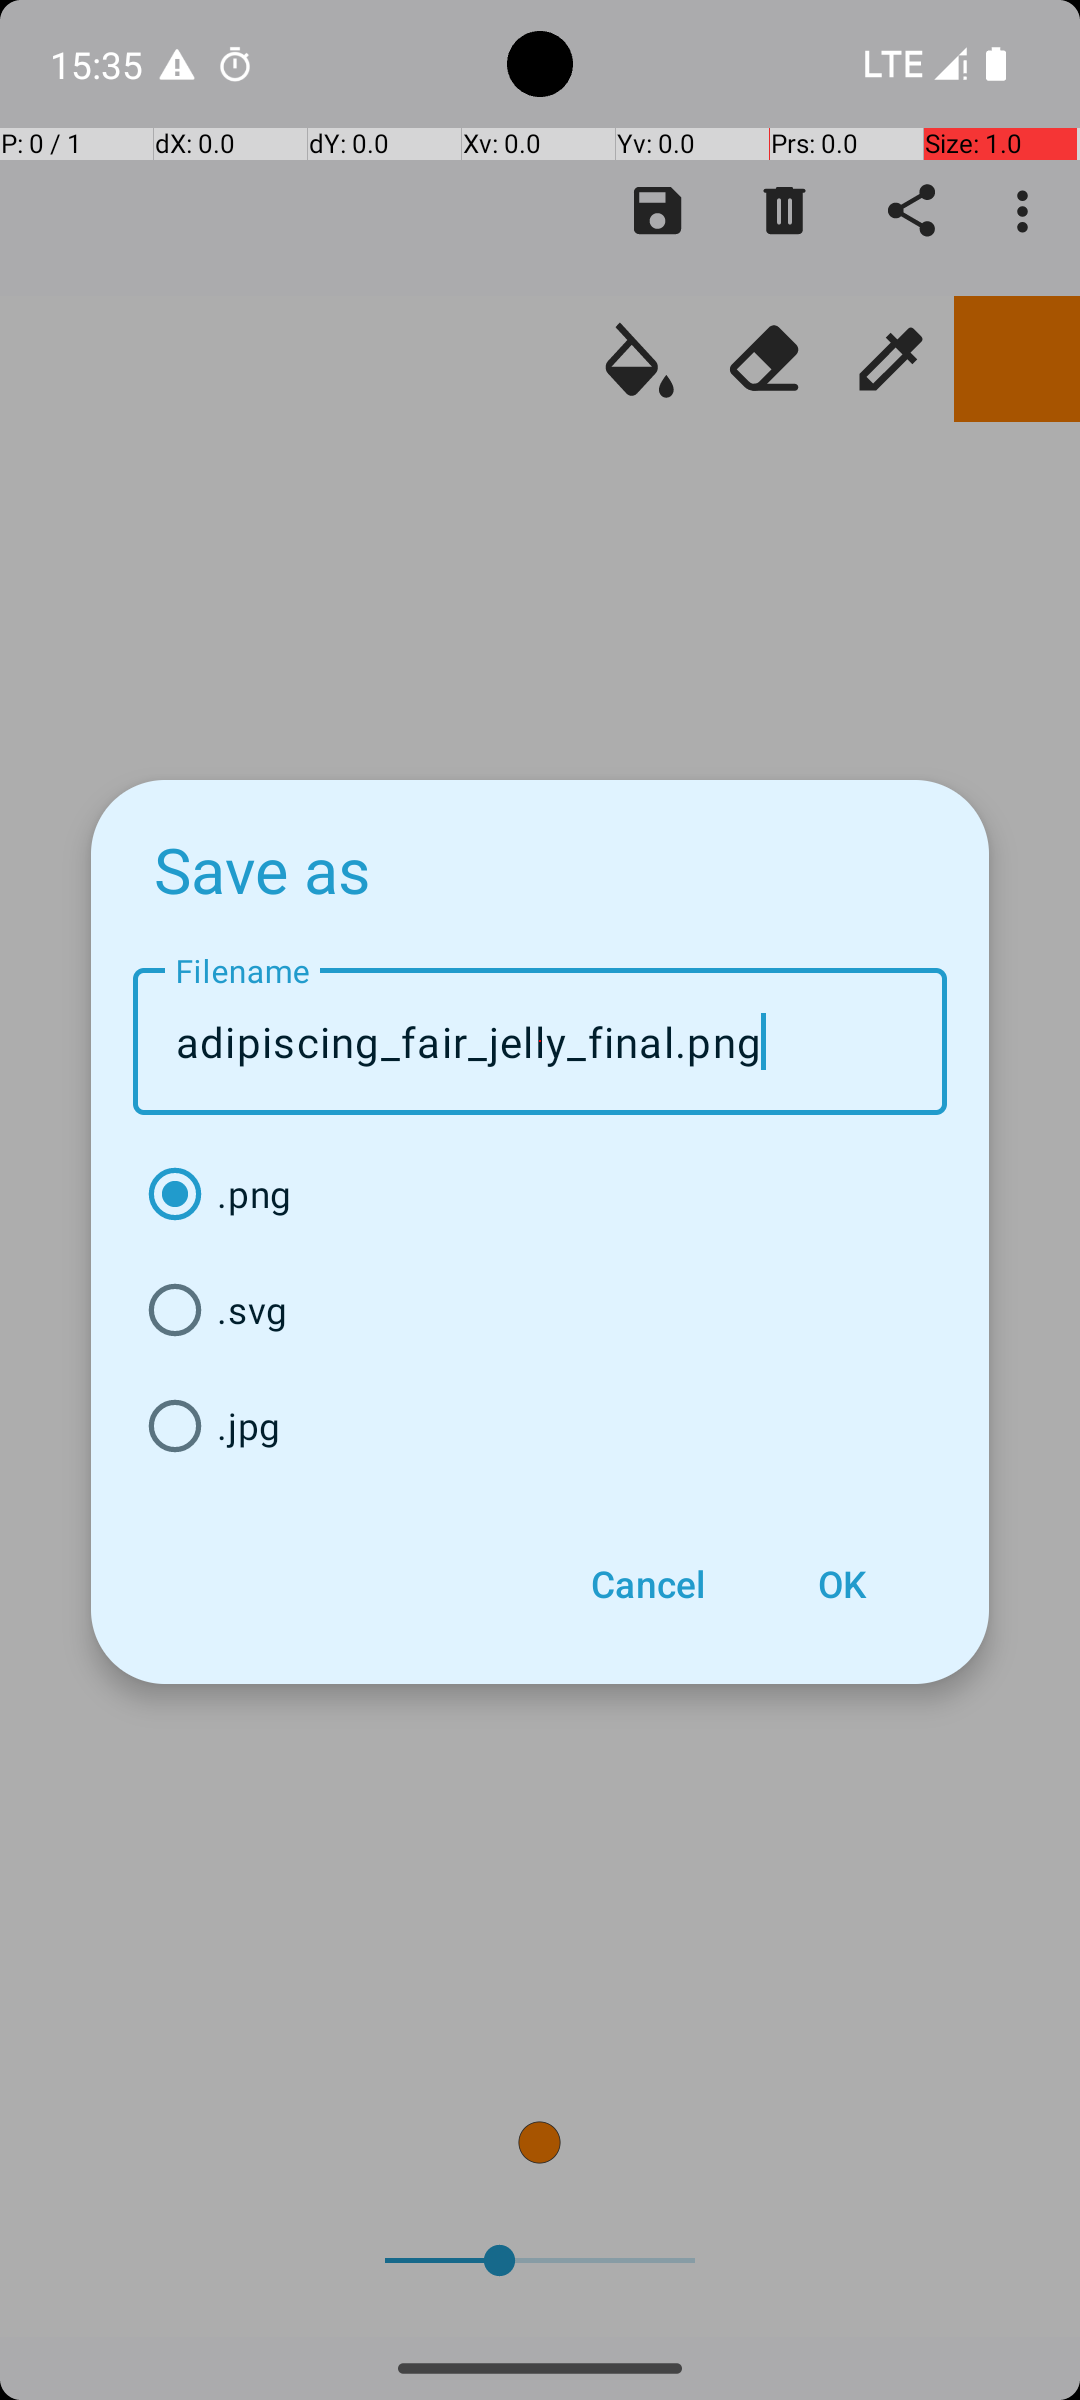 15:35
LTE
P: 0 / 1 dX: 0.0 dY: 0.0 Xv: 0.0 Yv: 0.0 Prs: 0.0 Size: 1.0
Save as
Filename
adipiscing_fair_jelly_final.png
.png
.svg
.jpg
Cancel OK